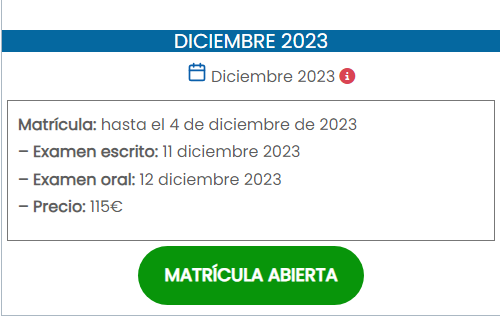 DICIEMBRE 2023
Diciembre 2023
Matrícula: hasta el 4 de diciembre de 2023
– Examen escrito: 11 diciembre 2023
– Examen oral: 12 diciembre 2023
– Precio: 115€
MATRÍCULA ABIERTA